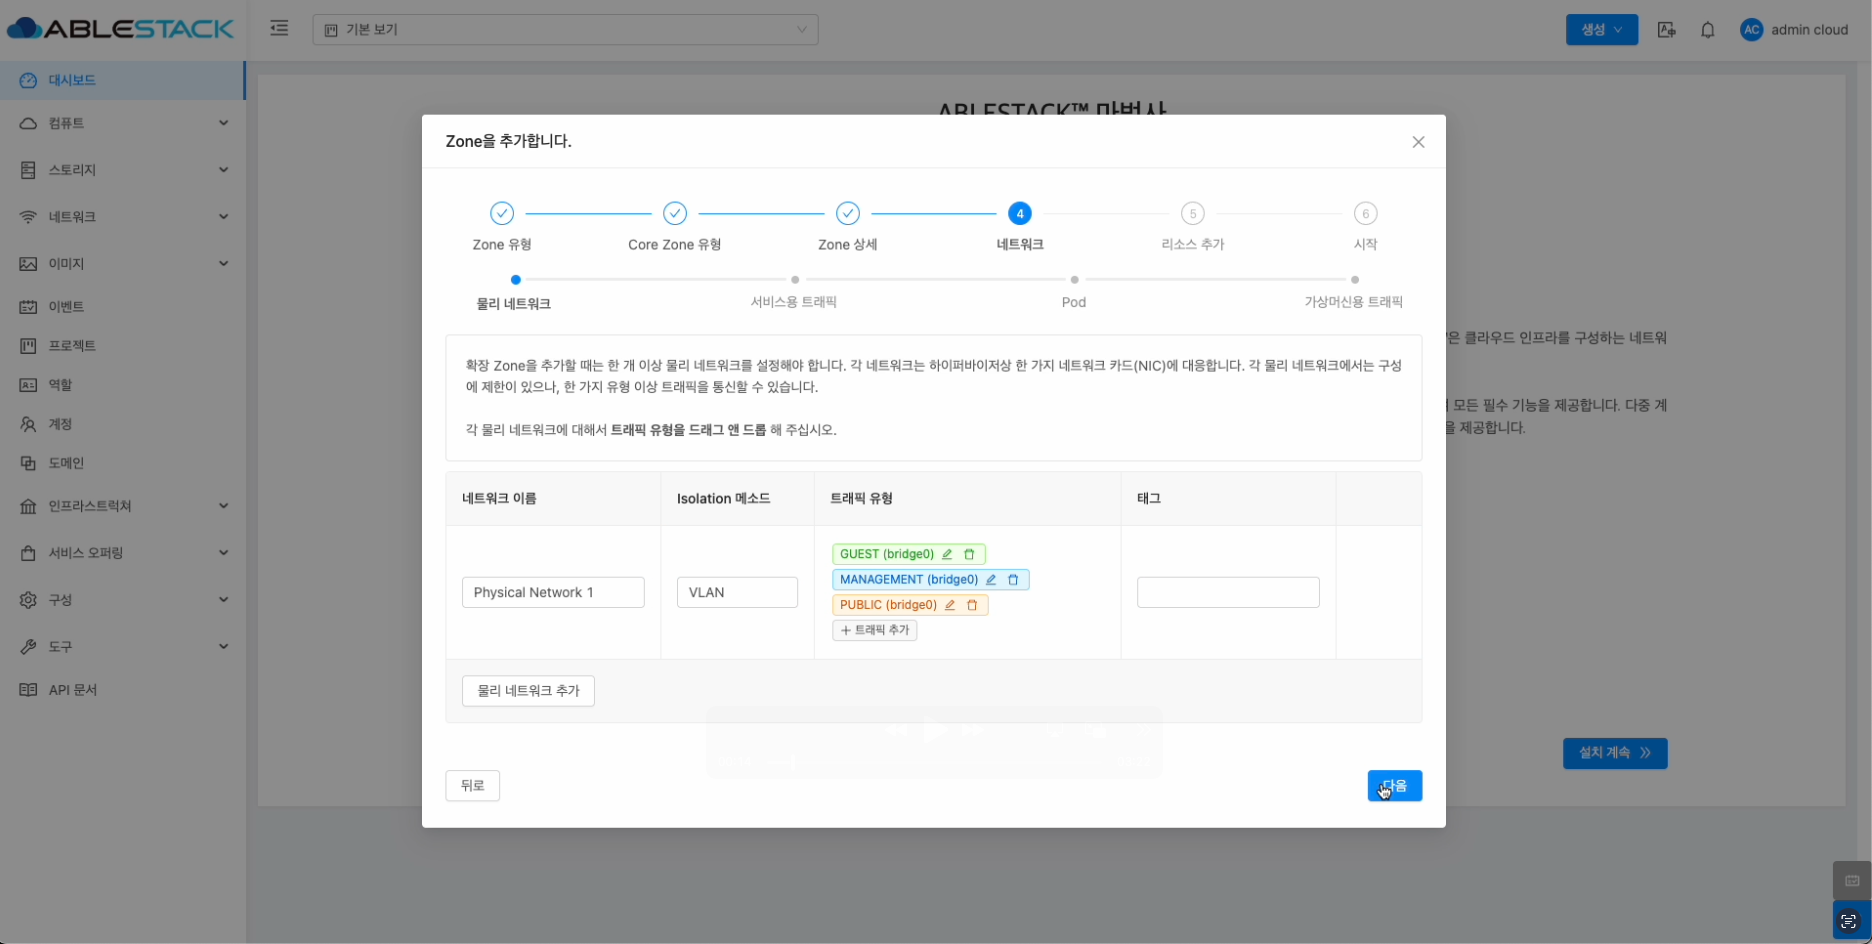 ABLESTACK
기본 보기
생성
AC
admin cloud
대시보드
컴퓨트
스토리지
네트워크
이미지
이벤트
프로젝트
역할
계정
도메인
인프라스트럭쳐
서비스 오퍼링
구성
도구
API 문서
ABLESTACK™ 마법사
Zone을 추가합니다.
4
5
6
Zone 유형
Core Zone 유형
Zone 상세
네트워크
리소스 추가
시작
물리 네트워크
서비스용 트래픽
Pod
가상머신용 트래픽
확장 Zone을 추가할 때는 한 개 이상 물리 네트워크를 설정해야 합니다. 각 네트워크는 하이퍼바이저상 한 가지 네트워크 카드(NIC)에 대응합니다. 각 물리 네트워크에서는 구성
에 제한이 있으나, 한 가지 유형 이상 트래픽을 통신할 수 있습니다.
각 물리 네트워크에 대해서 트래픽 유형을 드래그 앤 드롭 해 주십시오.
은 클라우드 인프라를 구성하는 네트워
모든 필수 기능을 제공합니다. 다중 계
을 제공합니다.
네트워크 이름
Isolation 메소드
트래픽 유형
태그
Physical Network 1
VLAN
GUEST (bridge0)
MANAGEMENT (bridge0)
PUBLIC (bridge0)
+ 트래픽 추가
물리 네트워크 추가
설치 계속
뒤로
다음